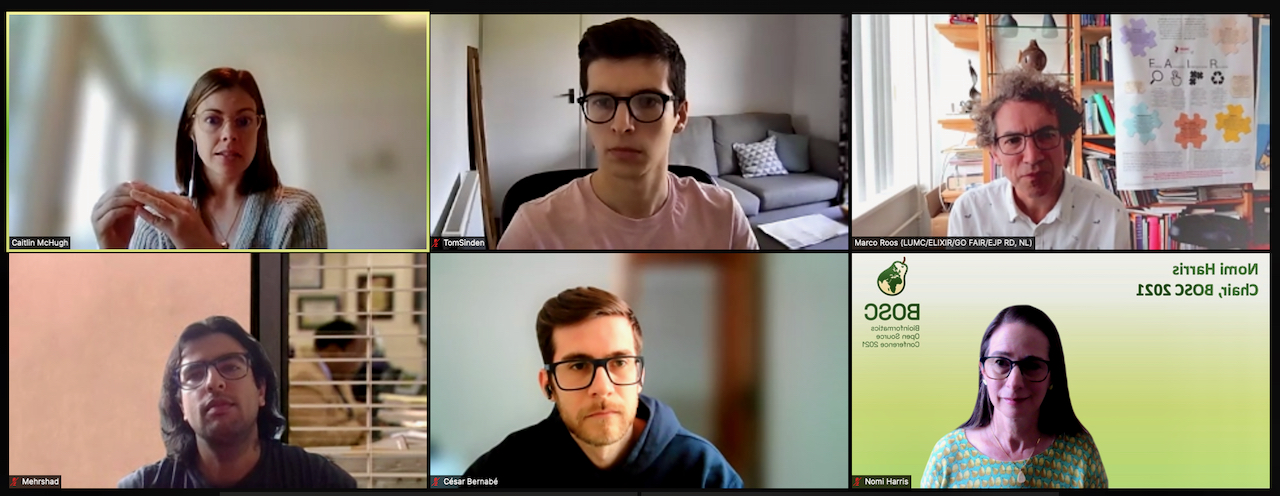 F A I R
Caitlin McHugh
TomSinden
Marco Roos (LUMC/ELIXIR/GO FAIR/EJP RD, NL)
Nomi Harris
Chair, BOSC 2021
BOSC
Bioinformatics
Open Source
Conference 2021
Mehrshad
César Bernabé
Nomi Harris